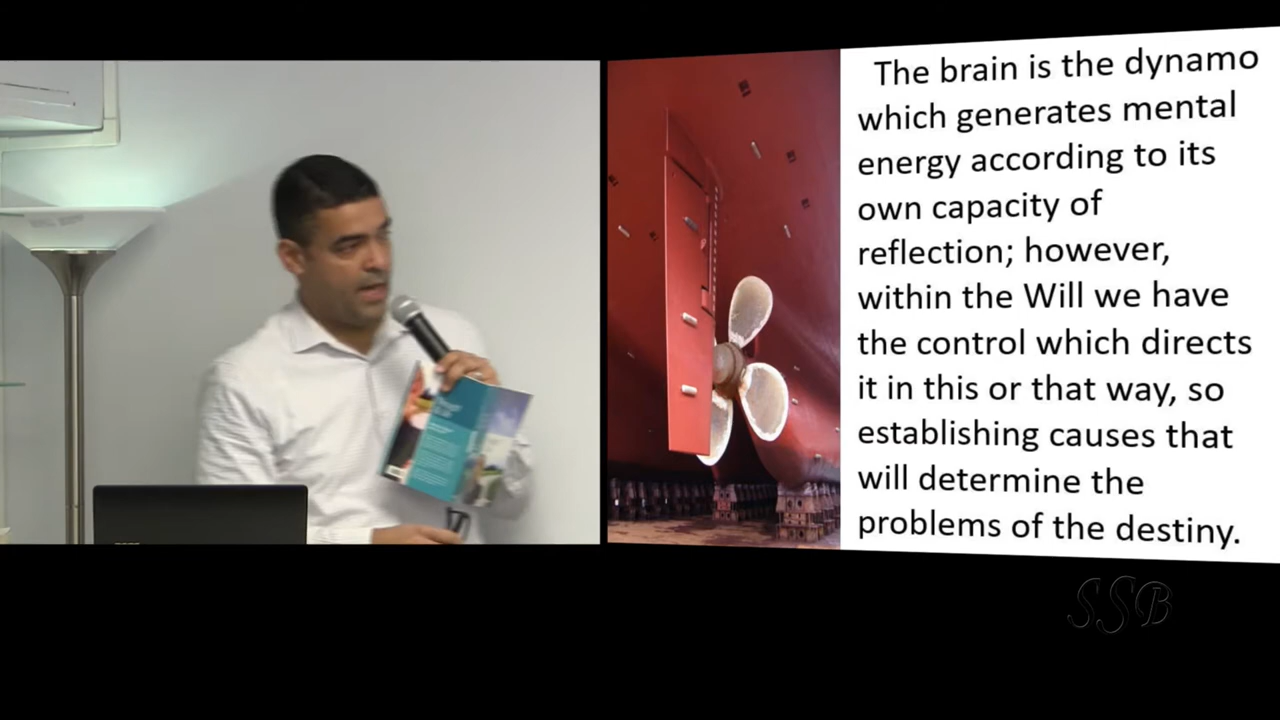 The brain is the dynamo
which generates mental
energy according to its
own capacity of
reflection; however,
within the Will we have
the control which directs
it in this or that way, so
establishing causes that
will determine the
problems of the destiny.
SSB